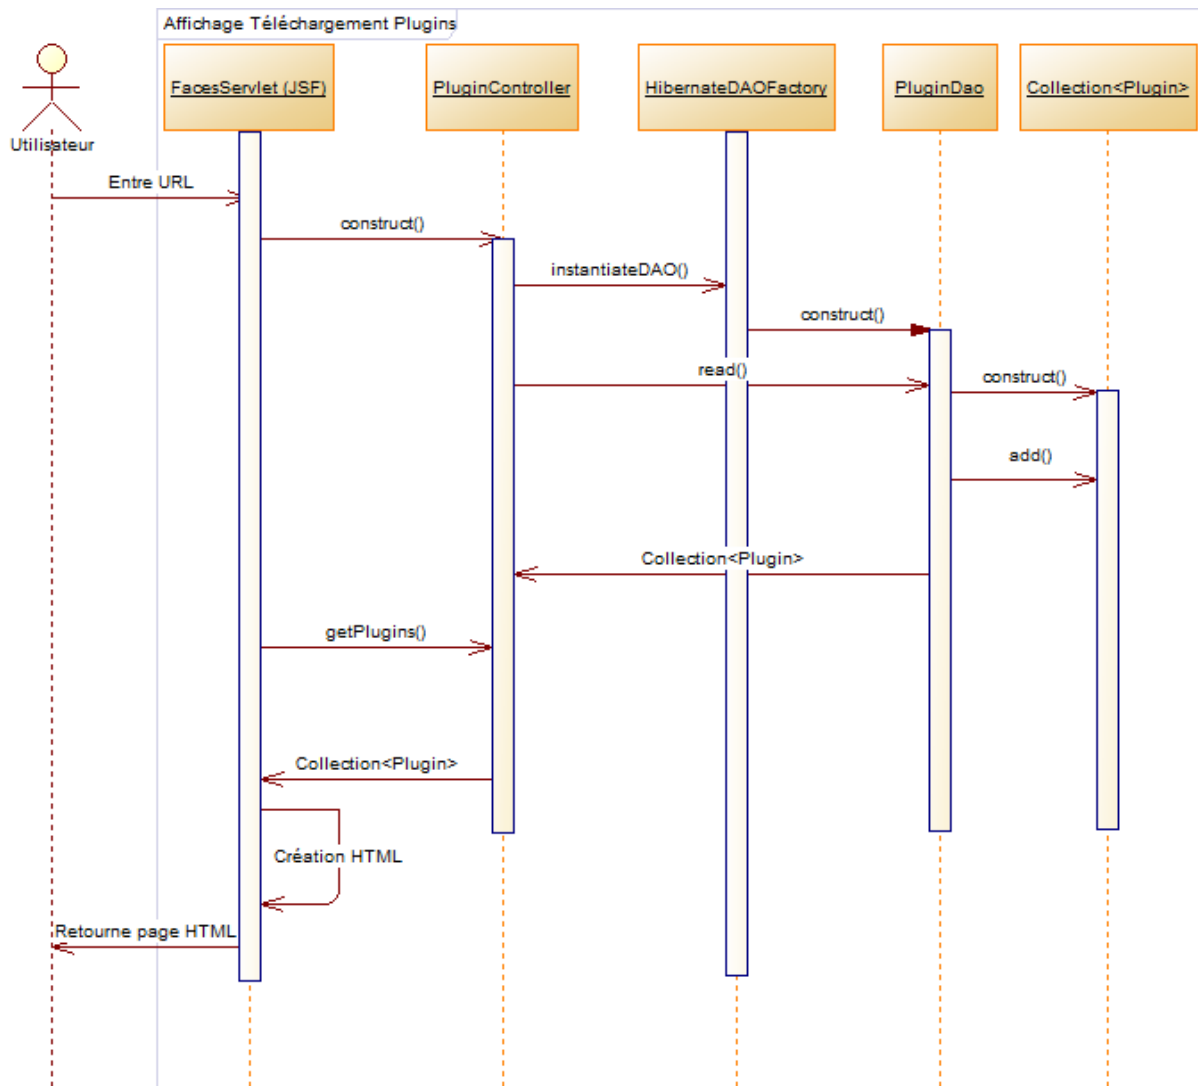 Affichage Téléchargement Plugins
FacesServlet (JSF)
PluginController
HibernateDAOFactory
PluginDao
Collection<Plugin>
Utilisateur
Entre URL
construct()
instantiateDAO()
construct()
read()
construct()
add()
Collection<Plugin>
getPlugins()
Collection<Plugin>
Création HTML
Retourne page HTML